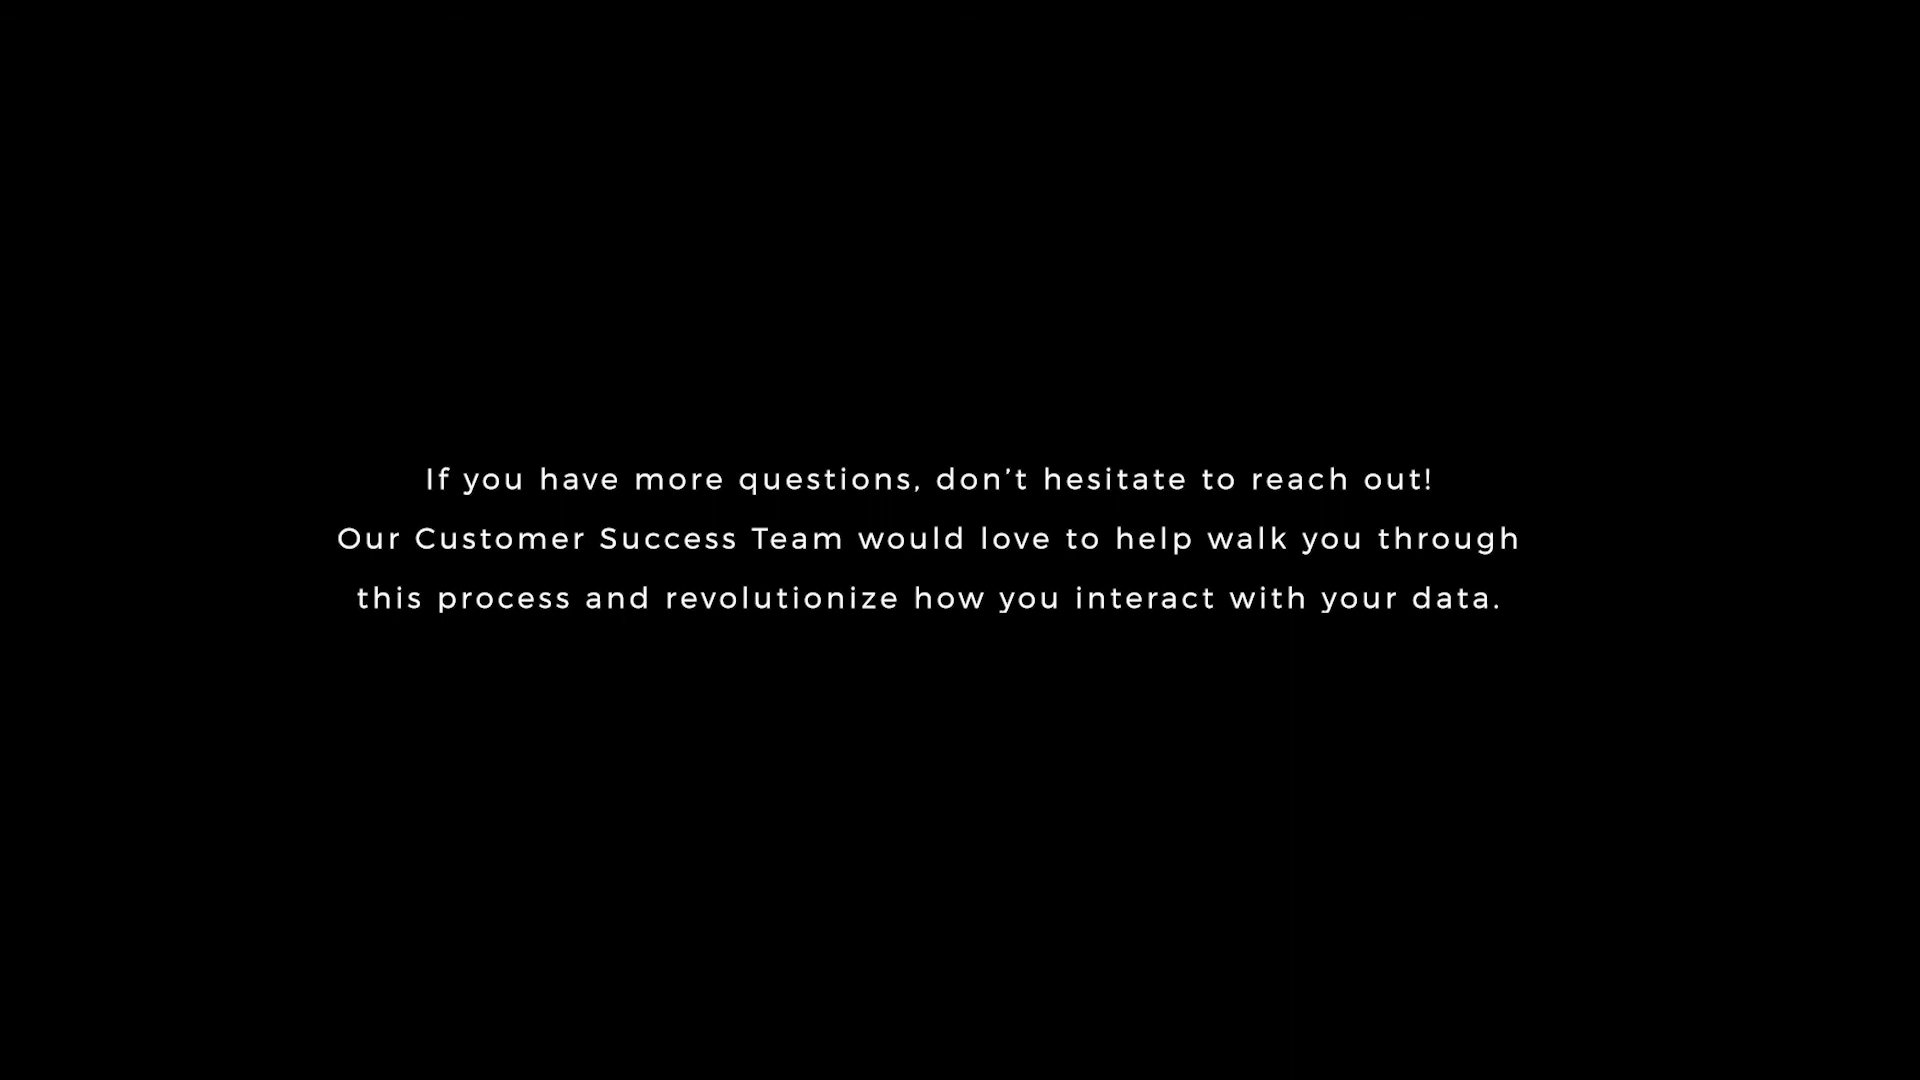 If you have more questions, don’t hesitate to reach out!
Our Customer Success Team would love to help walk you through
this process and revolutionize how you interact with your data.